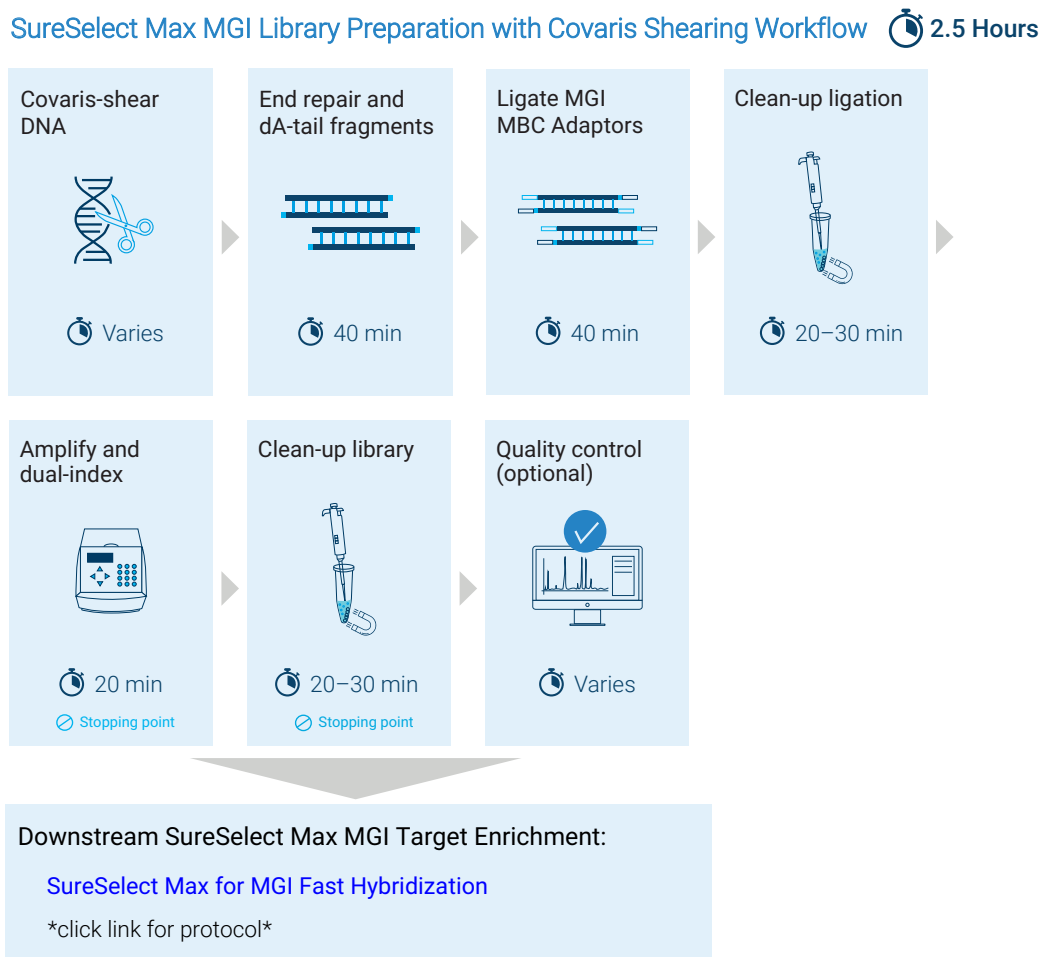 SureSelect Max MGI Library Preparation with Covaris Shearing Workflow 2.5 Hours
Covaris-shear
DNA
Varies
End repair and
dA-tail fragments
40 min
Ligate MGI
MBC Adaptors
40 min
Clean-up ligation
20–30 min
Amplify and
dual-index
20 min
Stopping point
Clean-up library
20–30 min
Stopping point
Quality control
(optional)
Varies
Downstream SureSelect Max MGI Target Enrichment:
SureSelect Max for MGI Fast Hybridization
*click link for protocol*